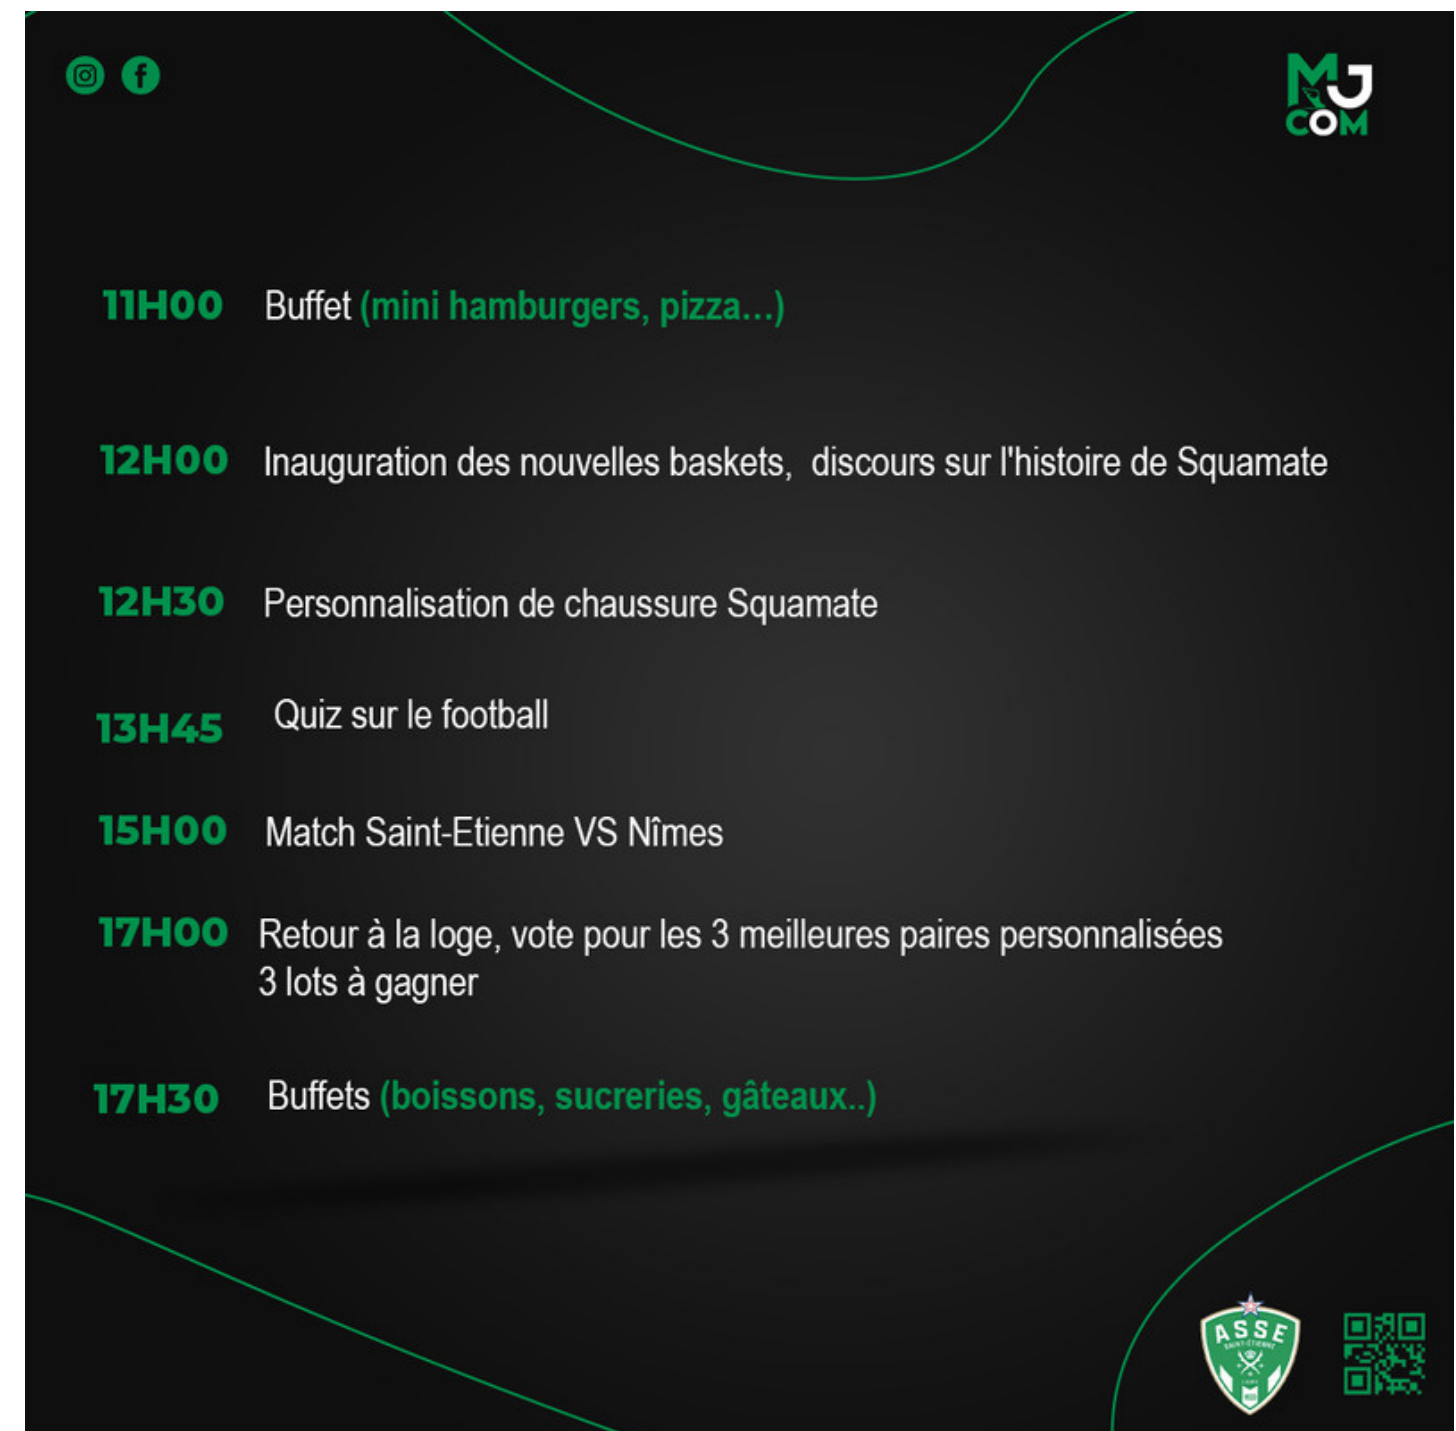 MJ
COM
11H00 Buffet (mini hamburgers, pizza...)
12H00 Inauguration des nouvelles baskets,  discours sur l'histoire de Squamate
12H30 Personnalisation de chaussure Squamate
13H45 Quiz sur le football
15H00 Match Saint-Etienne VS Nîmes
17H00 Retour à la loge, vote pour les 3 meilleures paires personnalisées
3 lots à gagner
17H30 Buffets (boissons, sucreries, gâteaux..)
ASSE
SAINT-ÉTIENNE